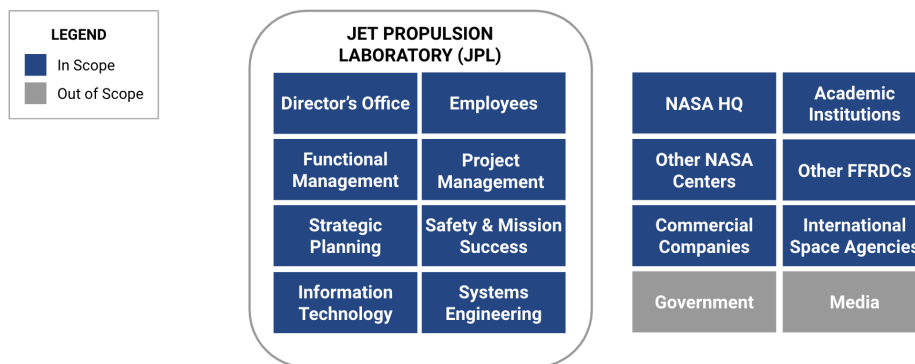 LEGEND
In Scope
Out of Scope
JET PROPULSION
LABORATORY (JPL)
Director’s Office
Employees
Functional
Management
Project
Management
Strategic
Planning
Safety & Mission
Success
Information
Technology
Systems
Engineering
NASA HQ
Academic
Institutions
Other NASA
Centers
Other FFRDCs
Commercial
Companies
International
Space Agencies
Government
Media